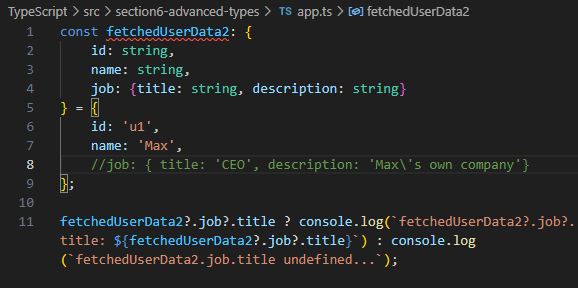 TypeScript > src > section6-advanced-types > TS app.ts > fetchedUserData2
1 const fetchedUserData2: {
2 id: string,
3 name: string,
4 job: {title: string, description: string}
5 } = {
6 id: 'u1',
7 name: 'Max',
8 //job: { title: 'CEO', description: 'Max\'s own company'}
9 };
10
11 fetchedUserData2?.job?.title ? console.log(`fetchedUserData2?.job?.
title: ${fetchedUserData2?.job?.title}`) : console.log
(`fetchedUserData2.job.title undefined...`);